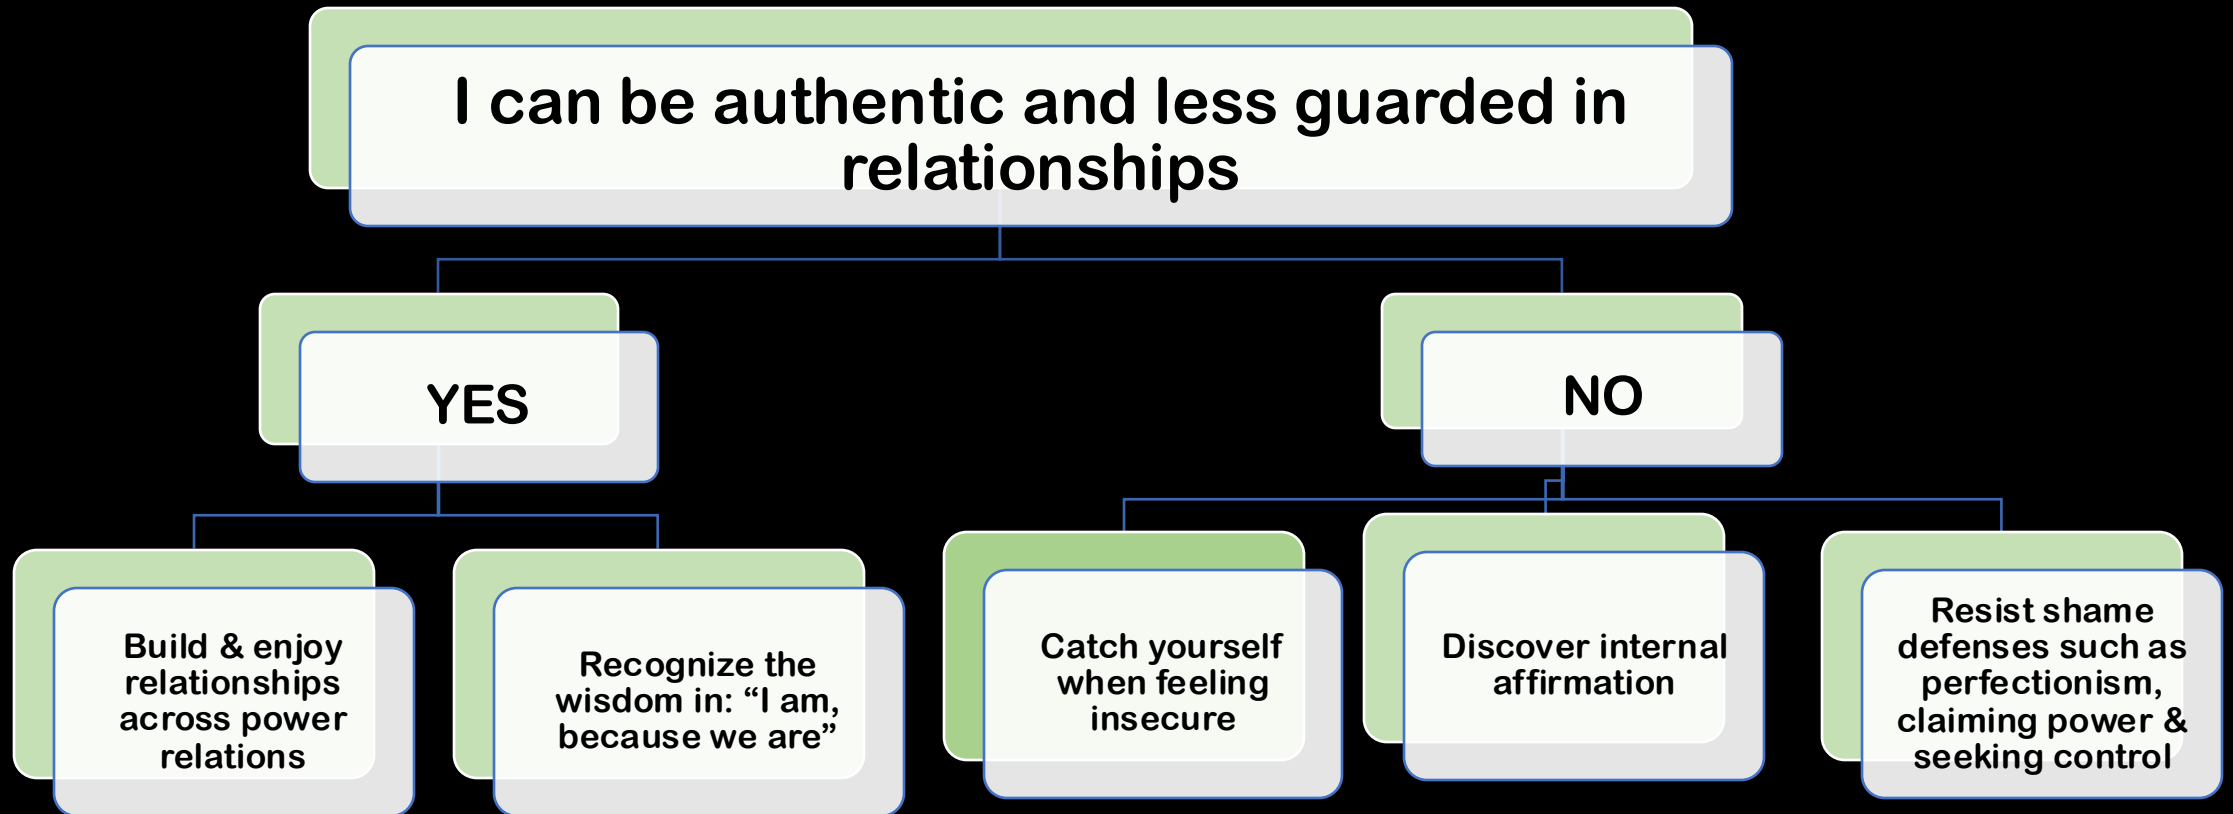 I can be authentic and less guarded in
relationships
YES
NO
Build & enjoy
relationships
across power
relations
Recognize the
wisdom in: “I am,
because we are”
Catch yourself
when feeling
insecure
Discover internal
affirmation
Resist shame
defenses such as
perfectionism,
claiming power &
seeking control